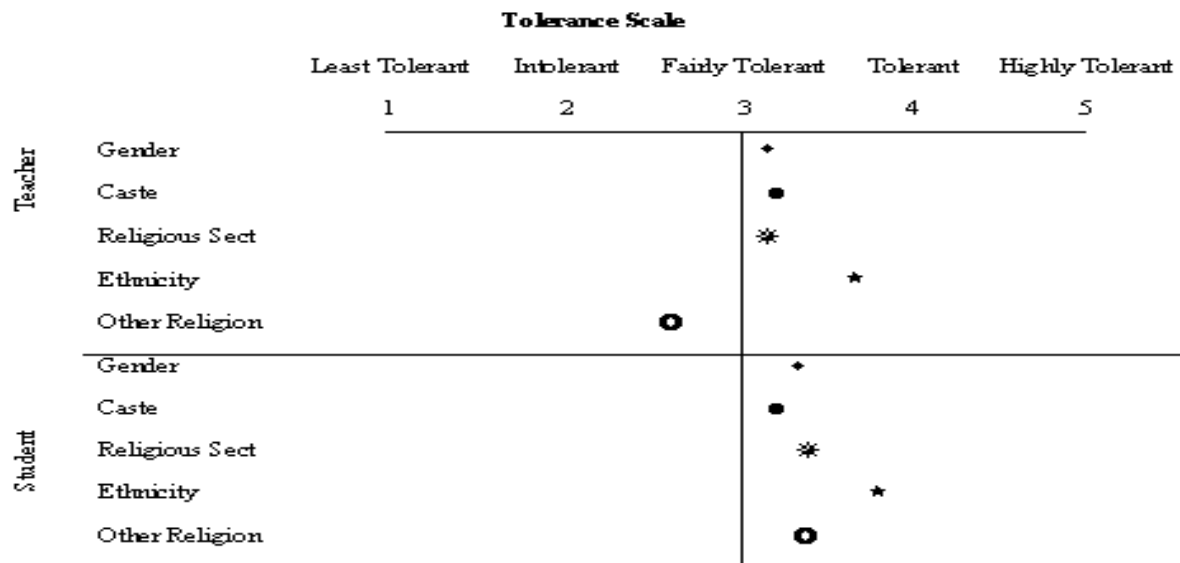 Tolerance Scale
Least Tolerant Intolerant Fairly Tolerant Tolerant Highly Tolerant
1 2 3 4 5
Teacher
Gender
Caste
Religious Sect
Ethnicity
Other Religion
Student
Gender
Caste
Religious Sect
Ethnicity
Other Religion